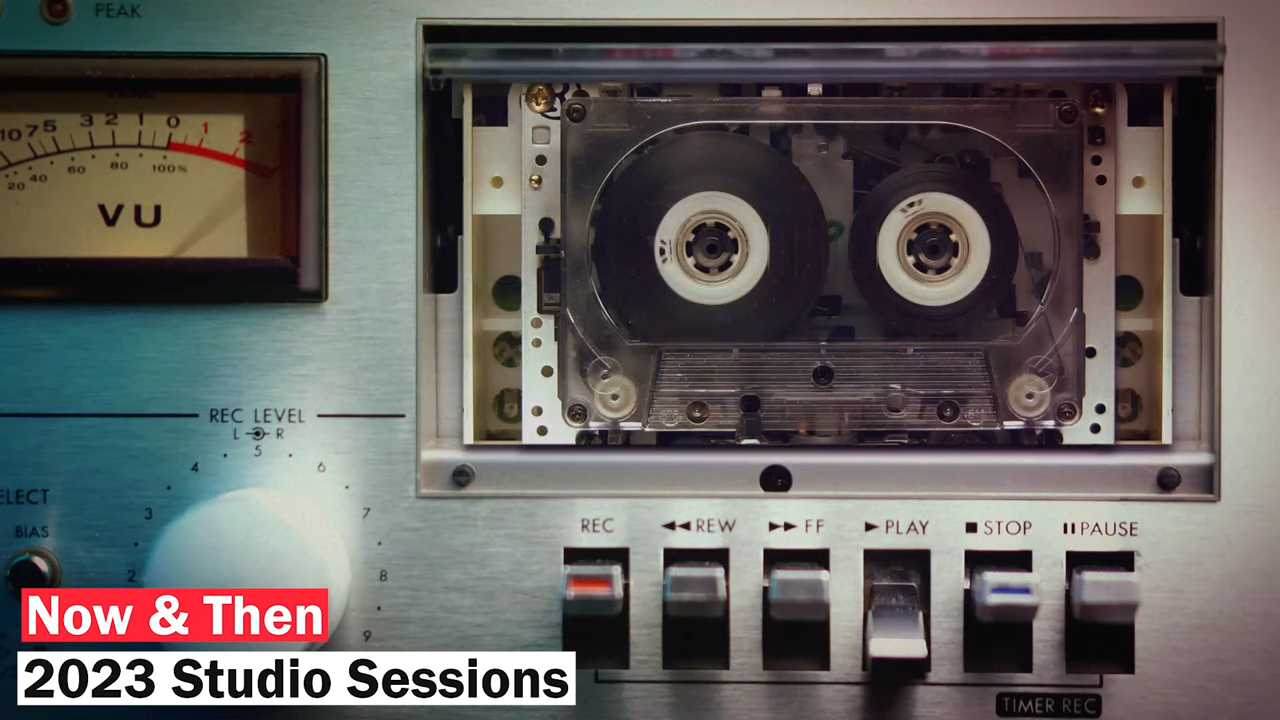 PEAK
10 7 5 3 2 1 0 1 2
20 40 60 80 100%
VU
REC LEVEL
L R
4 5 6
3 7
2 8
9
ELECT
BIAS
REC ◀◀ REW ▶▶ FF ▶ PLAY ■ STOP ❚❚ PAUSE
TIMER REC
Now & Then
2023 Studio Sessions